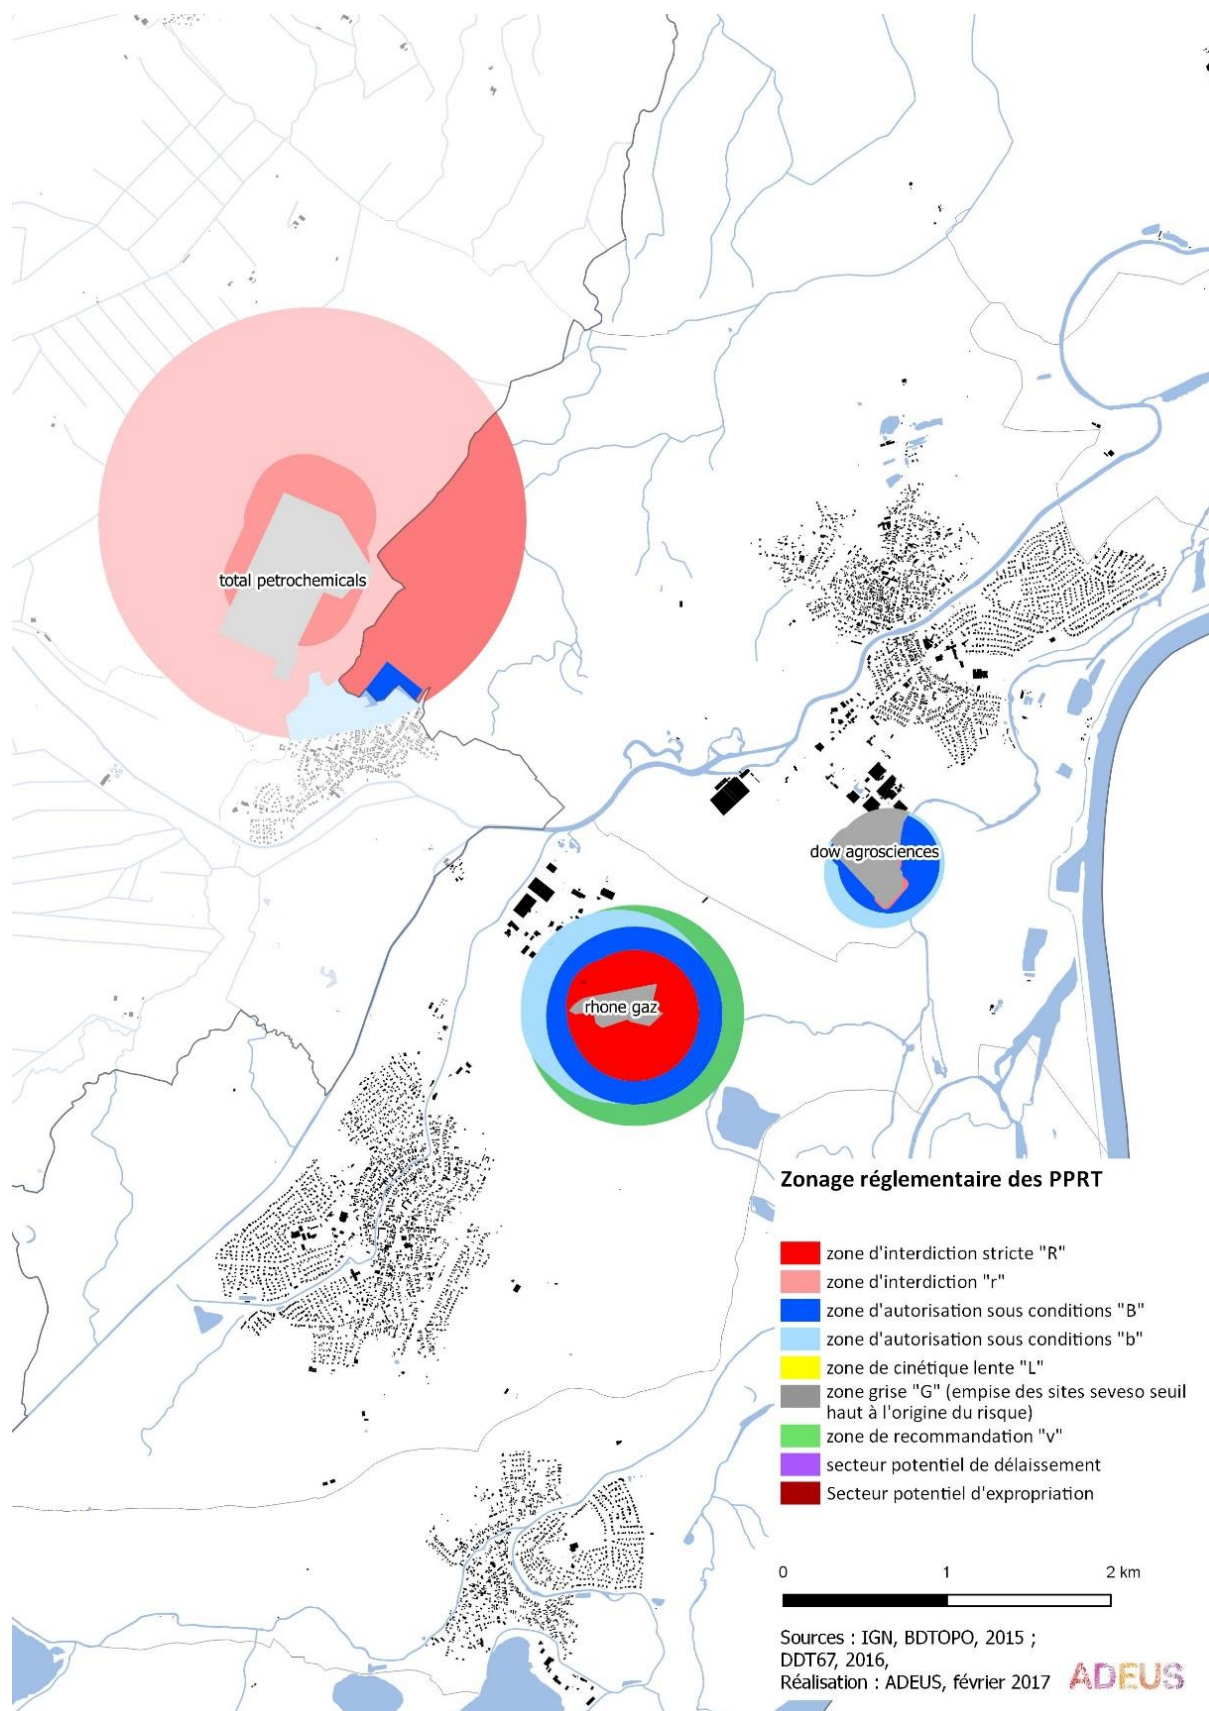 total petrochemicals
dow agrosciences
rhone gaz
Zonage réglementaire des PPRT
zone d'interdiction stricte "R"
zone d'interdiction "r"
zone d'autorisation sous conditions "B"
zone d'autorisation sous conditions "b"
zone de cinétique lente "L"
zone grise "G" (empise des sites seveso seuil
haut à l'origine du risque)
zone de recommandation "v"
secteur potentiel de délaissement
Secteur potentiel d'expropriation
0 1 2 km
Sources : IGN, BDTOPO, 2015 ;
DDT67, 2016,
Réalisation : ADEUS, février 2017
ADEUS